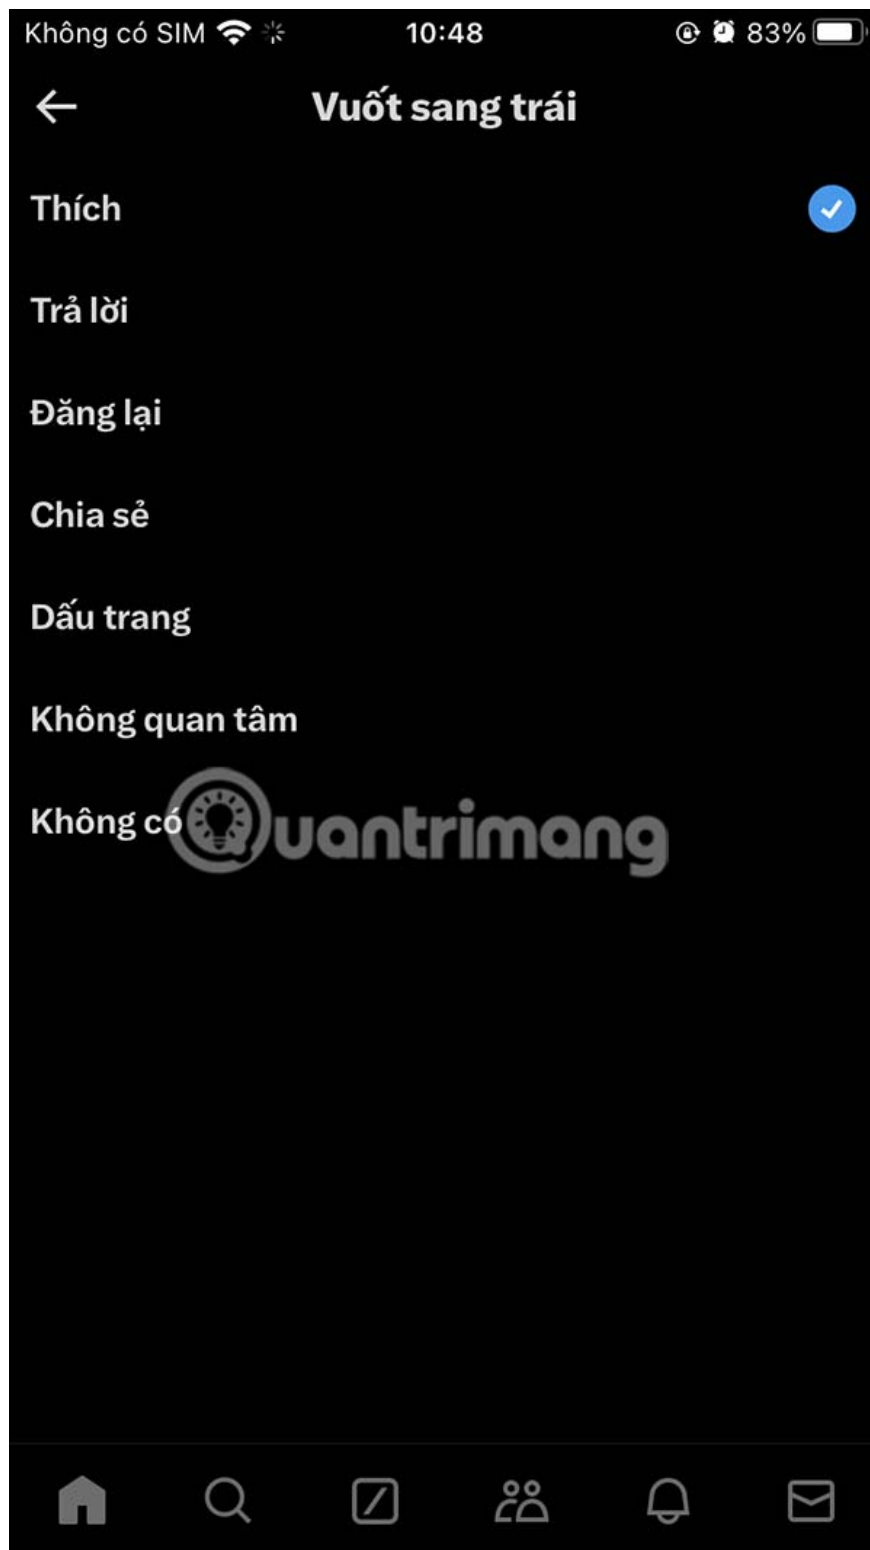 Không có SIM 10:48 83%
Vuốt sang trái
Thích
Trả lời
Đăng lại
Chia sẻ
Dấu trang
Không quan tâm
Không có
Quantrimang